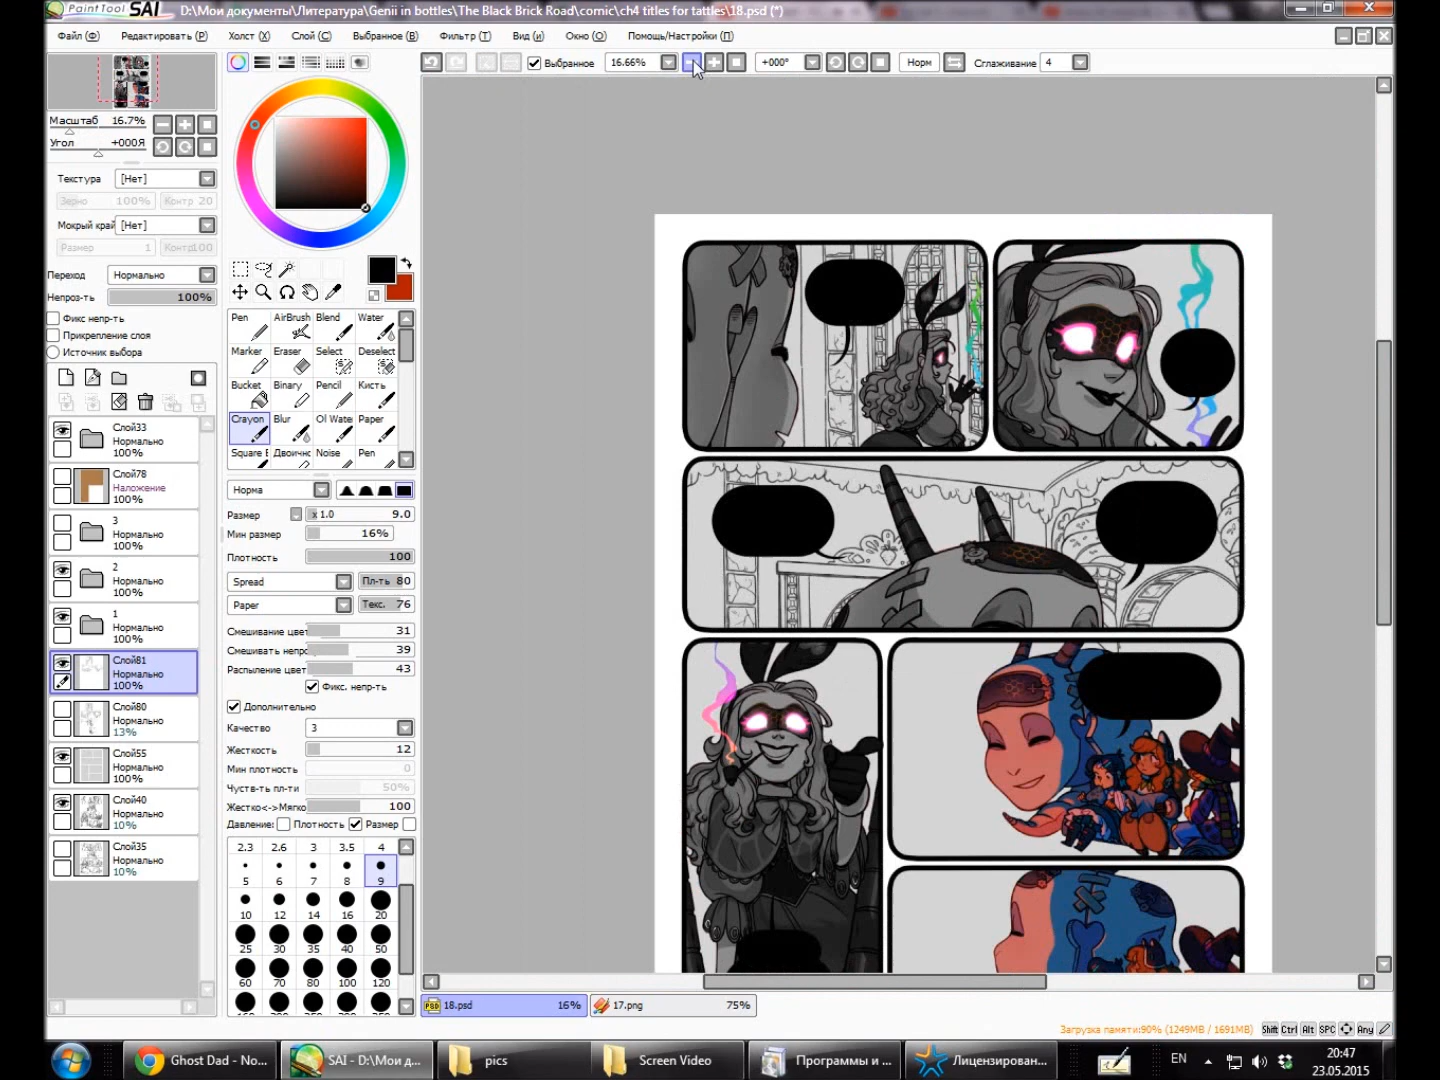 PaintTool SAI D:\Мои документы\Литература\Genii in bottles\The Black Brick Road\comic\ch4 titles for tattles\18.psd (*)
Файл (Ф) Редактировать (Р) Холст (X) Слой (С) Выбранное (В) Фильтр (T) Вид (и) Окно (О) Помощь/Настройки (П)
Выбранное 16.66% +000° Норм Сглаживание 4
Масштаб 16.7%
Угол +000Я
Текстура [Нет]
Зерно 100% Контр 20
Мокрый край [Нет]
Размер 1 Контр 100
Переход Нормально
Непроз-ть 100%
Фикс непр-ть
Прикрепление слоя
Источник выбора
Слой33
Нормально
100%
Слой78
Наложение
100%
3
Нормально
100%
2
Нормально
100%
1
Нормально
100%
Слой81
Нормально
100%
Слой80
Нормально
13%
Слой55
Нормально
100%
Слой40
Нормально
10%
Слой35
Нормально
10%
Pen AirBrush Blend Water
Marker Eraser Select Deselect
Bucket Binary Pencil Кисть
Crayon Blur Ol Wate Paper
Square E Двоичн Noise Pen
Норма
Размер x 1.0 9.0
Мин размер 16%
Плотность 100
Spread Пл-ть 80
Paper Текс. 76
Смешивание цвет 31
Смешивать непр 39
Распыление цвет 43
Фикс. непр-ть
Дополнительно
Качество 3
Жесткость 12
Мин плотность 0
Чуств-ть пл-ти 50%
Жестко<->Мягко 100
Давление: Плотность Размер
2.3 2.6 3 3.5 4
5 6 7 8 9
10 12 14 16 20
25 30 35 40 50
60 70 80 100 120
18.psd 16% 17.png 75%
Загрузка памяти:90% (1249MB / 1691MB) Shift Ctrl Alt SPC Any
Ghost Dad - No... SAI - D:\Мои д... pics Screen Video Программы и ... Лицензирован... EN 20:47
23.05.2015